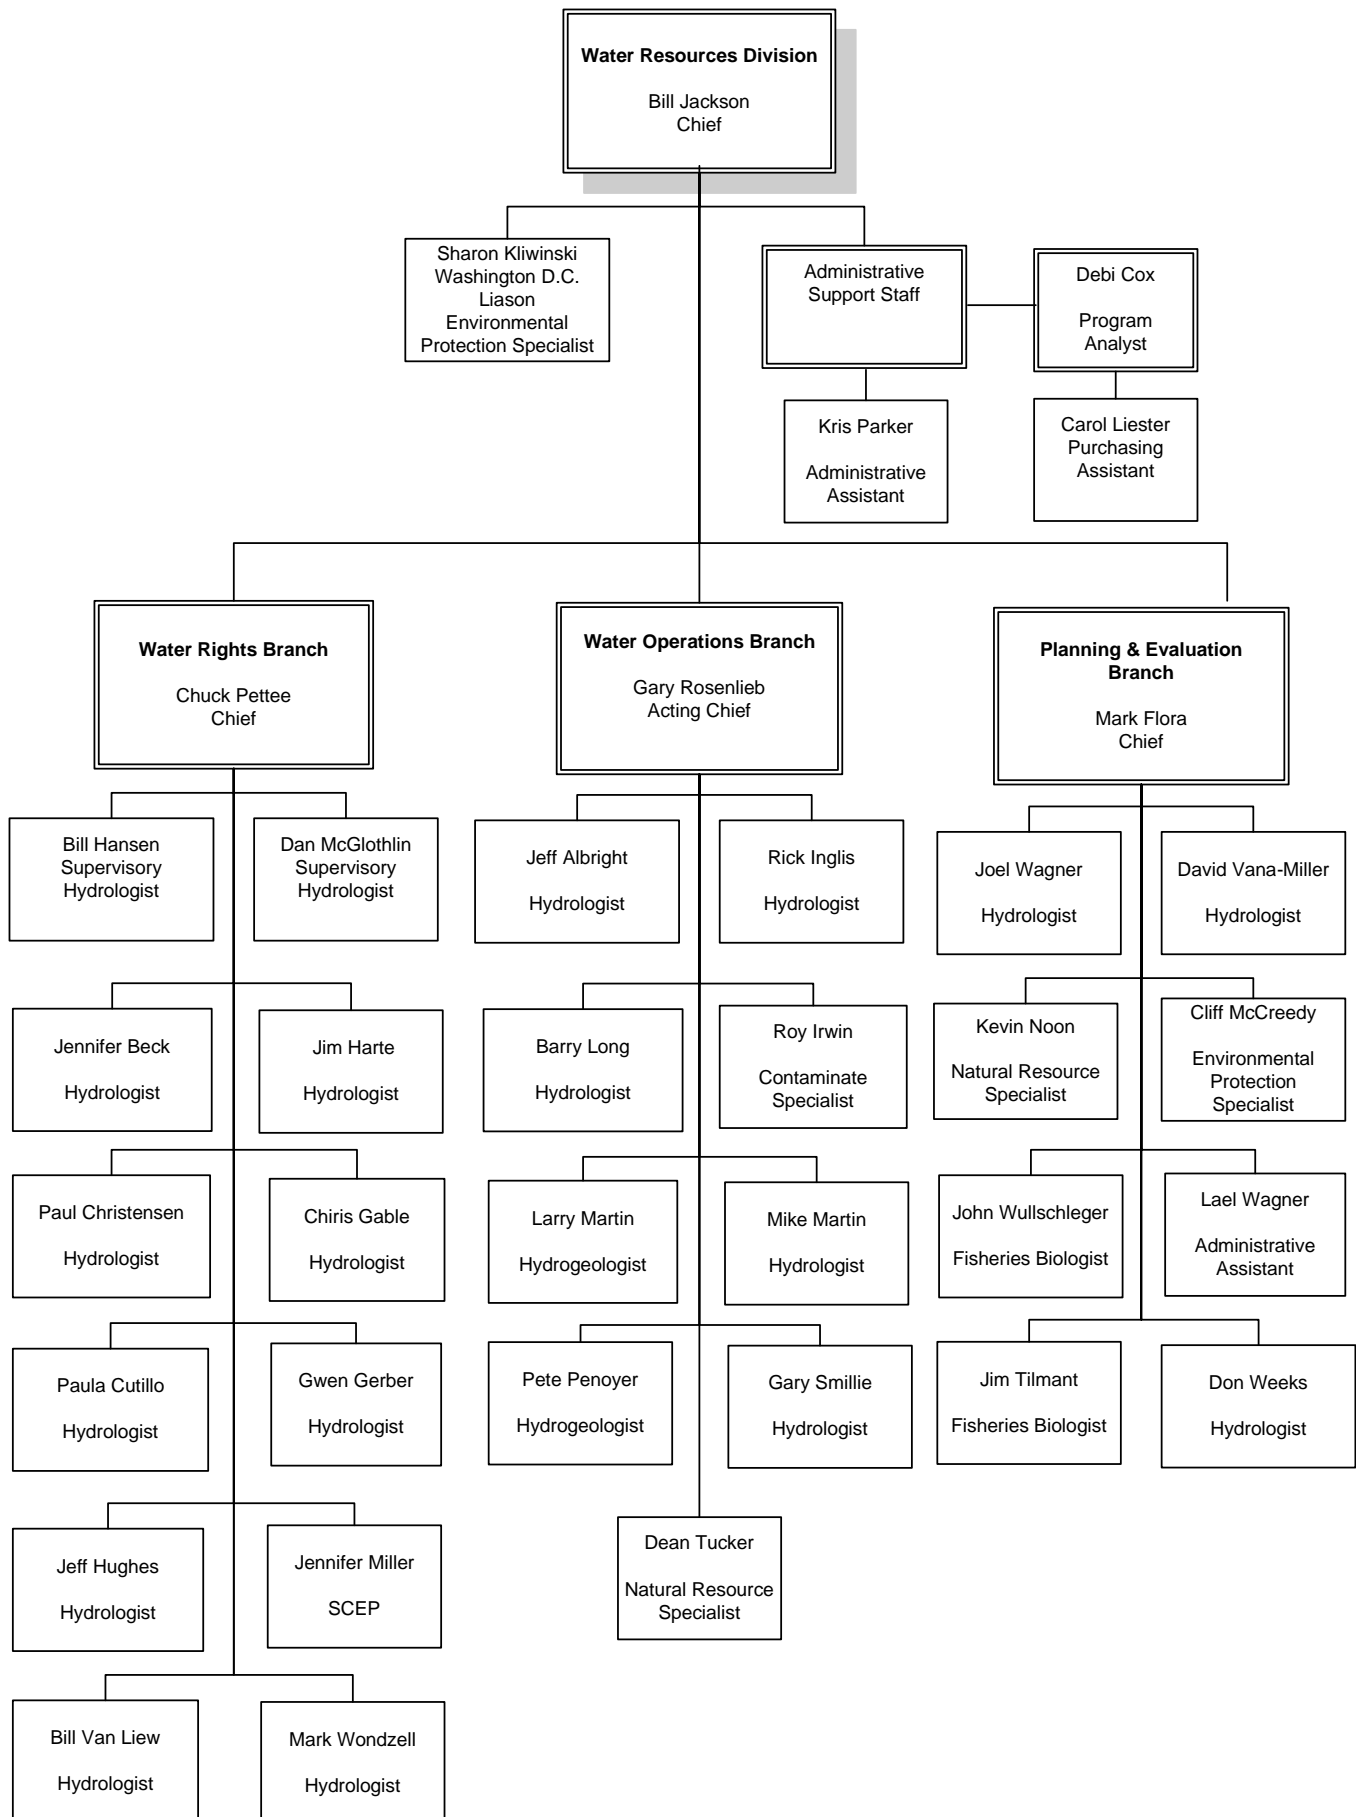 Water Resources Division
Bill Jackson
Chief
Sharon Kliwinski
Washington D.C.
Liason
Environmental
Protection Specialist
Administrative
Support Staff
Debi Cox
Program
Analyst
Kris Parker
Administrative
Assistant
Carol Liester
Purchasing
Assistant
Water Rights Branch
Chuck Pettee
Chief
Water Operations Branch
Gary Rosenlieb
Acting Chief
Planning & Evaluation
Branch
Mark Flora
Chief
Bill Hansen
Supervisory
Hydrologist
Dan McGlothlin
Supervisory
Hydrologist
Jeff Albright
Hydrologist
Rick Inglis
Hydrologist
Joel Wagner
Hydrologist
David Vana-Miller
Hydrologist
Jennifer Beck
Hydrologist
Jim Harte
Hydrologist
Barry Long
Hydrologist
Roy Irwin
Contaminate
Specialist
Kevin Noon
Natural Resource
Specialist
Cliff McCreedy
Environmental
Protection
Specialist
Paul Christensen
Hydrologist
Chiris Gable
Hydrologist
Larry Martin
Hydrogeologist
Mike Martin
Hydrologist
John Wullschleger
Fisheries Biologist
Lael Wagner
Administrative
Assistant
Paula Cutillo
Hydrologist
Gwen Gerber
Hydrologist
Pete Penoyer
Hydrogeologist
Gary Smillie
Hydrologist
Jim Tilmant
Fisheries Biologist
Don Weeks
Hydrologist
Jeff Hughes
Hydrologist
Jennifer Miller
SCEP
Dean Tucker
Natural Resource
Specialist
Bill Van Liew
Hydrologist
Mark Wondzell
Hydrologist